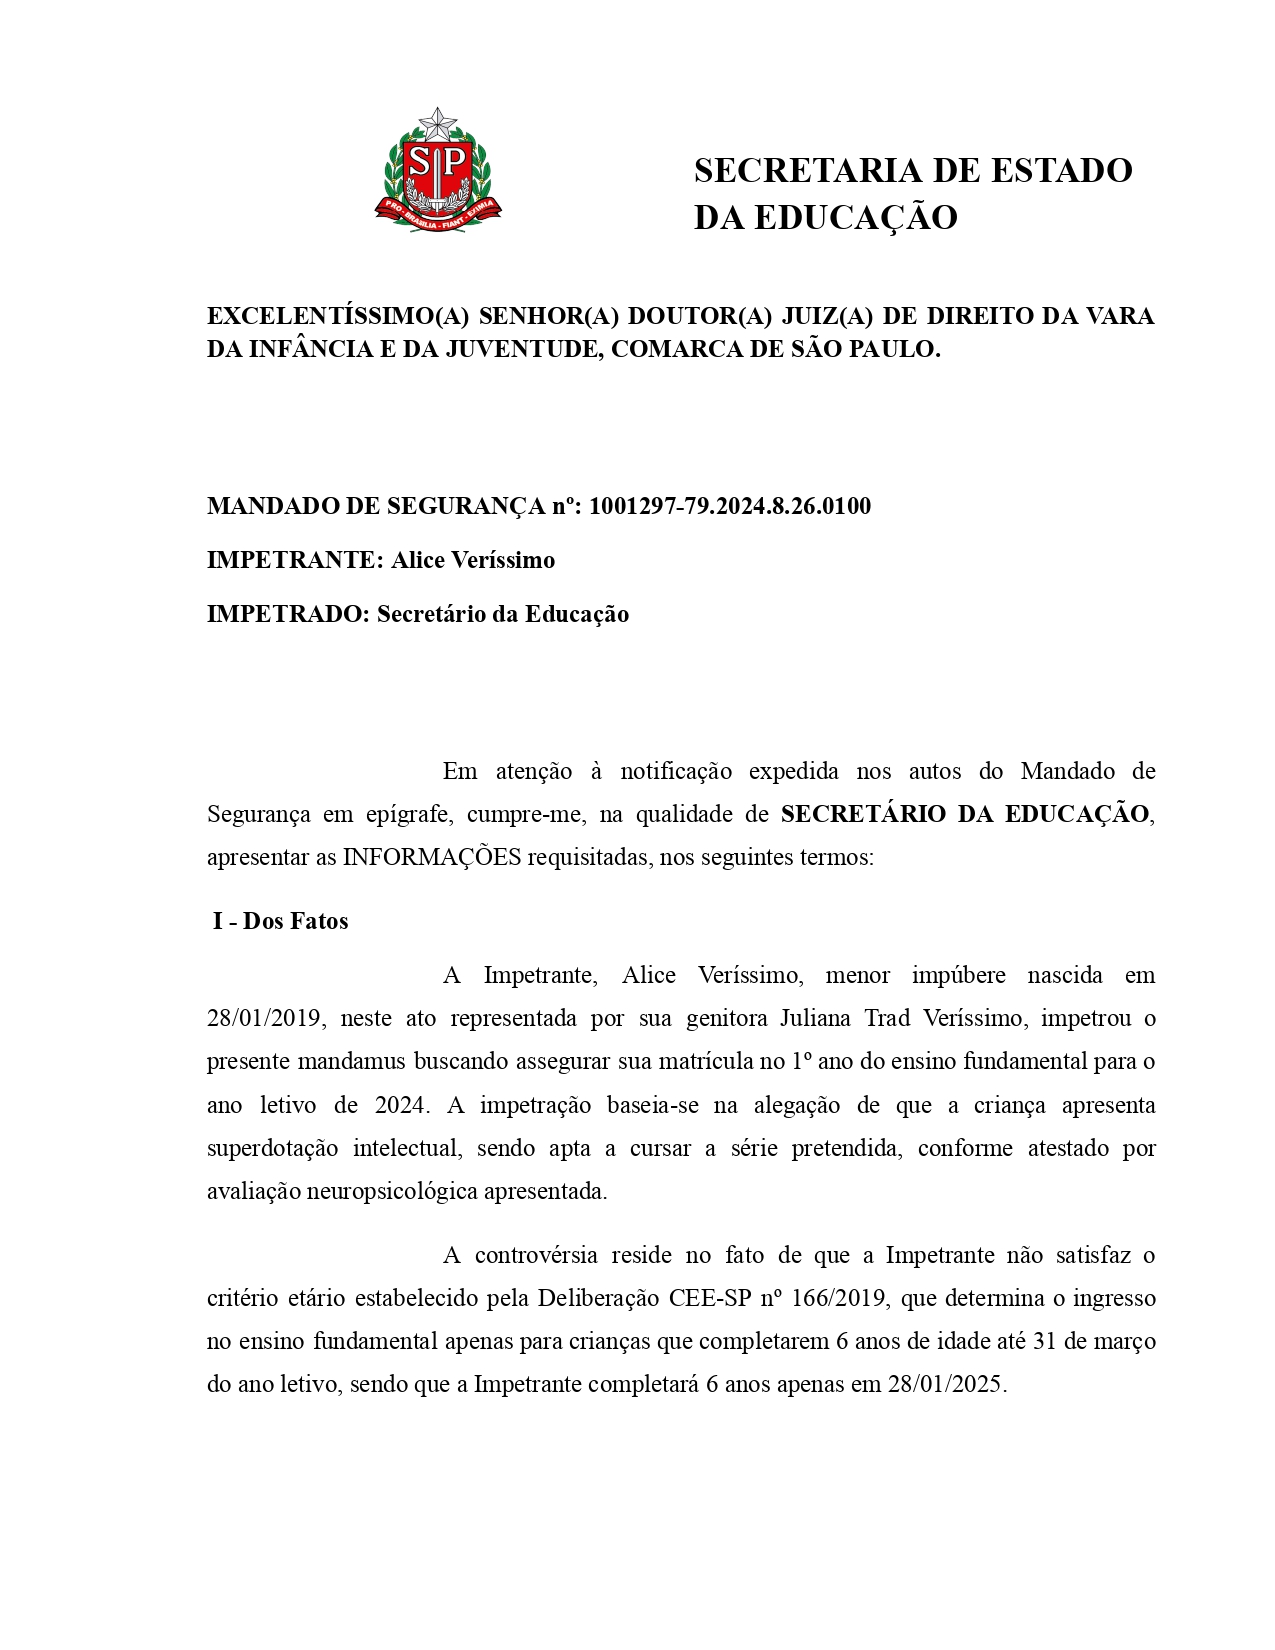 SP
PRO · BRASILIA · FIANT · EXIMIA
SECRETARIA DE ESTADO
DA EDUCAÇÃO
EXCELENTÍSSIMO(A) SENHOR(A) DOUTOR(A) JUIZ(A) DE DIREITO DA VARA
DA INFÂNCIA E DA JUVENTUDE, COMARCA DE SÃO PAULO.
MANDADO DE SEGURANÇA nº: 1001297-79.2024.8.26.0100
IMPETRANTE: Alice Veríssimo
IMPETRADO: Secretário da Educação
Em atenção à notificação expedida nos autos do Mandado de
Segurança em epígrafe, cumpre-me, na qualidade de SECRETÁRIO DA EDUCAÇÃO,
apresentar as INFORMAÇÕES requisitadas, nos seguintes termos:
I - Dos Fatos
A Impetrante, Alice Veríssimo, menor impúbere nascida em
28/01/2019, neste ato representada por sua genitora Juliana Trad Veríssimo, impetrou o
presente mandamus buscando assegurar sua matrícula no 1º ano do ensino fundamental para o
ano letivo de 2024. A impetração baseia-se na alegação de que a criança apresenta
superdotação intelectual, sendo apta a cursar a série pretendida, conforme atestado por
avaliação neuropsicológica apresentada.
A controvérsia reside no fato de que a Impetrante não satisfaz o
critério etário estabelecido pela Deliberação CEE-SP nº 166/2019, que determina o ingresso
no ensino fundamental apenas para crianças que completarem 6 anos de idade até 31 de março
do ano letivo, sendo que a Impetrante completará 6 anos apenas em 28/01/2025.